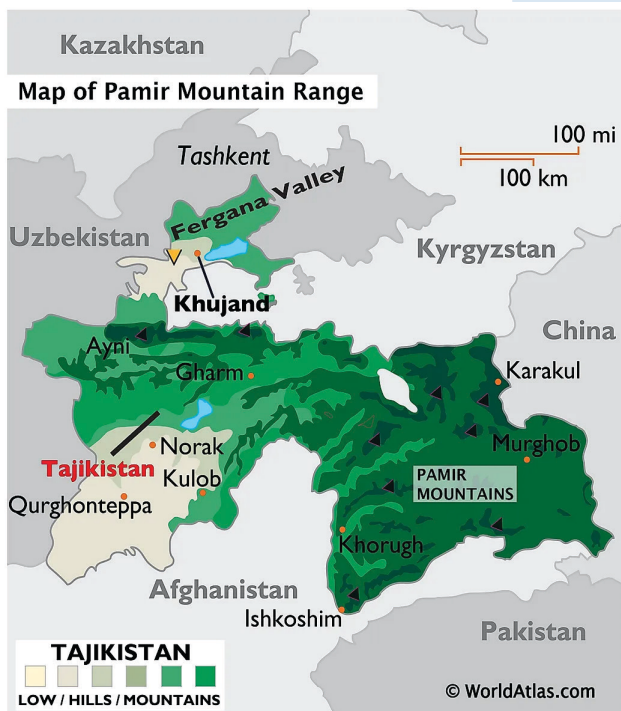 Kazakhstan
Map of Pamir Mountain Range
100 mi
100 km
Tashkent
Fergana Valley
Uzbekistan
Kyrgyzstan
Khujand
China
Ayni
Gharm
Karakul
Norak
Murghob
Tajikistan
Kulob
PAMIR
MOUNTAINS
Qurghonteppa
Khorugh
Afghanistan
Ishkoshim
Pakistan
TAJIKISTAN
LOW / HILLS / MOUNTAINS
© WorldAtlas.com